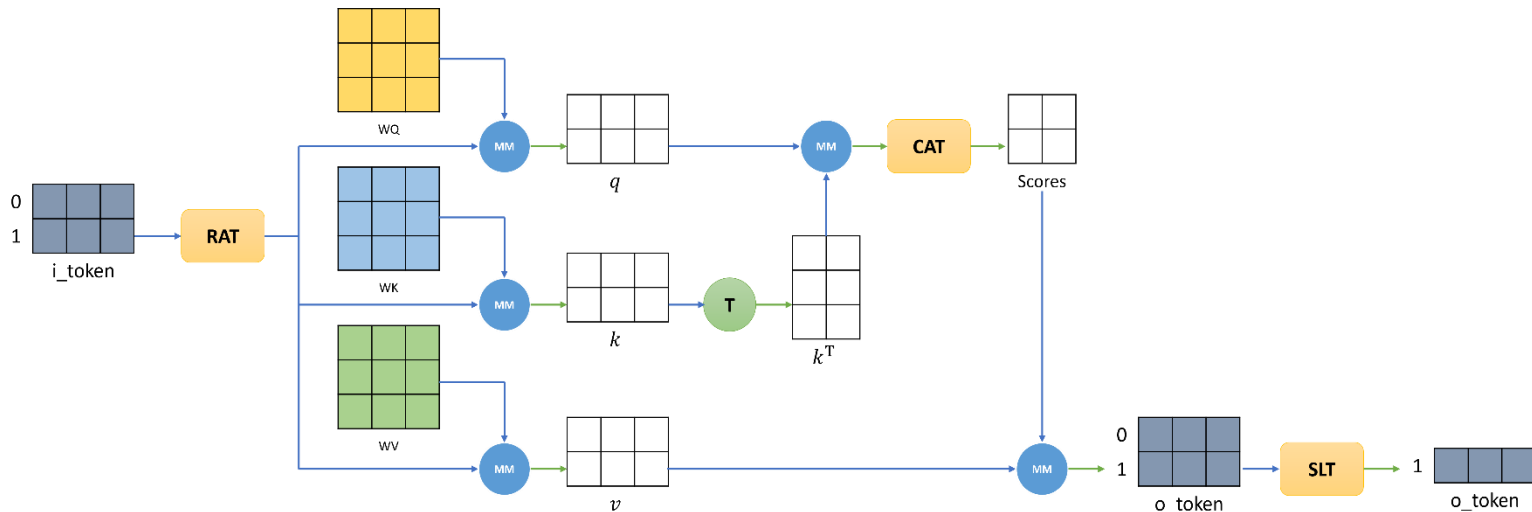 WQ
MM
q
MM
CAT
Scores
0
1
i_token
RAT
WK
MM
k
T
kᵀ
WV
MM
v
MM
0
1
o_token
SLT
1
o_token